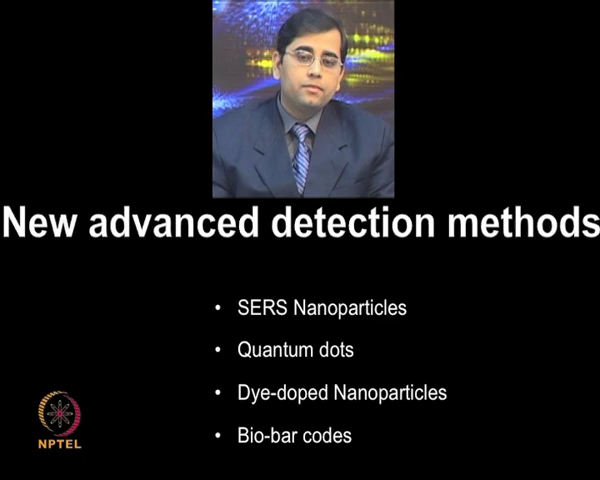 New advanced detection methods
• SERS Nanoparticles
• Quantum dots
• Dye-doped Nanoparticles
• Bio-bar codes
NPTEL